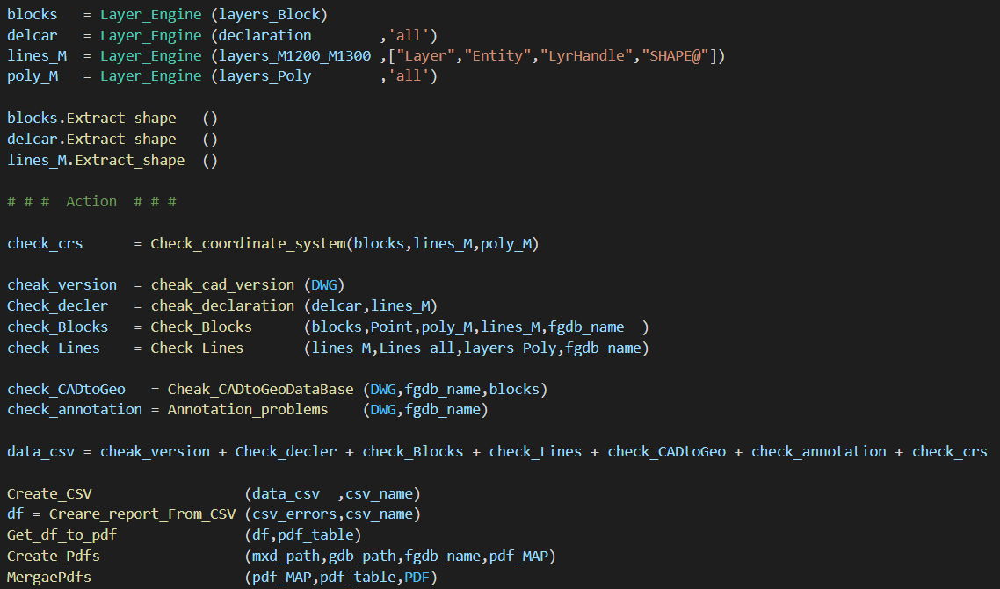 blocks   = Layer_Engine (layers_Block)
delcar   = Layer_Engine (declaration        ,'all')
lines_M  = Layer_Engine (layers_M1200_M1300 ,["Layer","Entity","LyrHandle","SHAPE@"])
poly_M   = Layer_Engine (layers_Poly        ,'all')
blocks.Extract_shape   ()
delcar.Extract_shape   ()
lines_M.Extract_shape  ()
# # #  Action  # # #
check_crs      = Check_coordinate_system(blocks,lines_M,poly_M)
cheak_version  = cheak_cad_version (DWG)
Check_decler   = cheak_declaration (delcar,lines_M)
check_Blocks   = Check_Blocks      (blocks,Point,poly_M,lines_M,fgdb_name  )
check_Lines    = Check_Lines       (lines_M,Lines_all,layers_Poly,fgdb_name)
check_CADtoGeo   = Cheak_CADtoGeoDataBase (DWG,fgdb_name,blocks)
check_annotation = Annotation_problems    (DWG,fgdb_name)
data_csv = cheak_version + Check_decler + check_Blocks + check_Lines + check_CADtoGeo + check_annotation + check_crs
Create_CSV                  (data_csv  ,csv_name)
df = Creare_report_From_CSV (csv_errors,csv_name)
Get_df_to_pdf               (df,pdf_table)
Create_Pdfs                 (mxd_path,gdb_path,fgdb_name,pdf_MAP)
MergaePdfs                  (pdf_MAP,pdf_table,PDF)